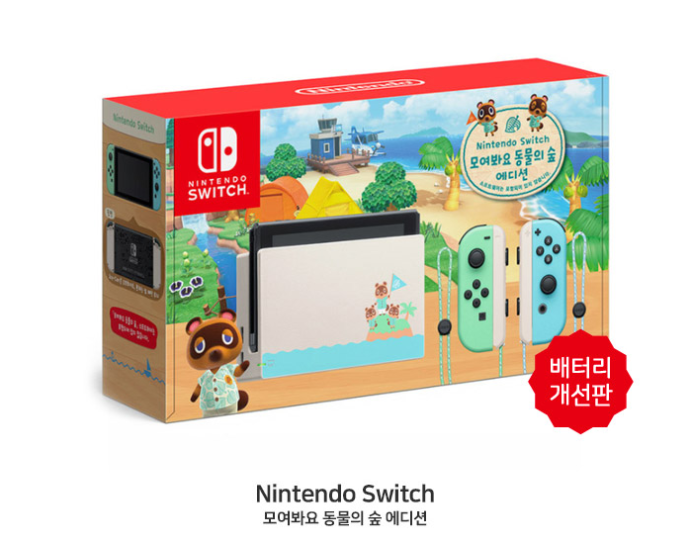 Nintendo
Nintendo Switch
NINTENDO
SWITCH
Nintendo Switch
모여봐요 동물의 숲
에디션
배터리
개선판
Nintendo Switch
모여봐요 동물의 숲 에디션